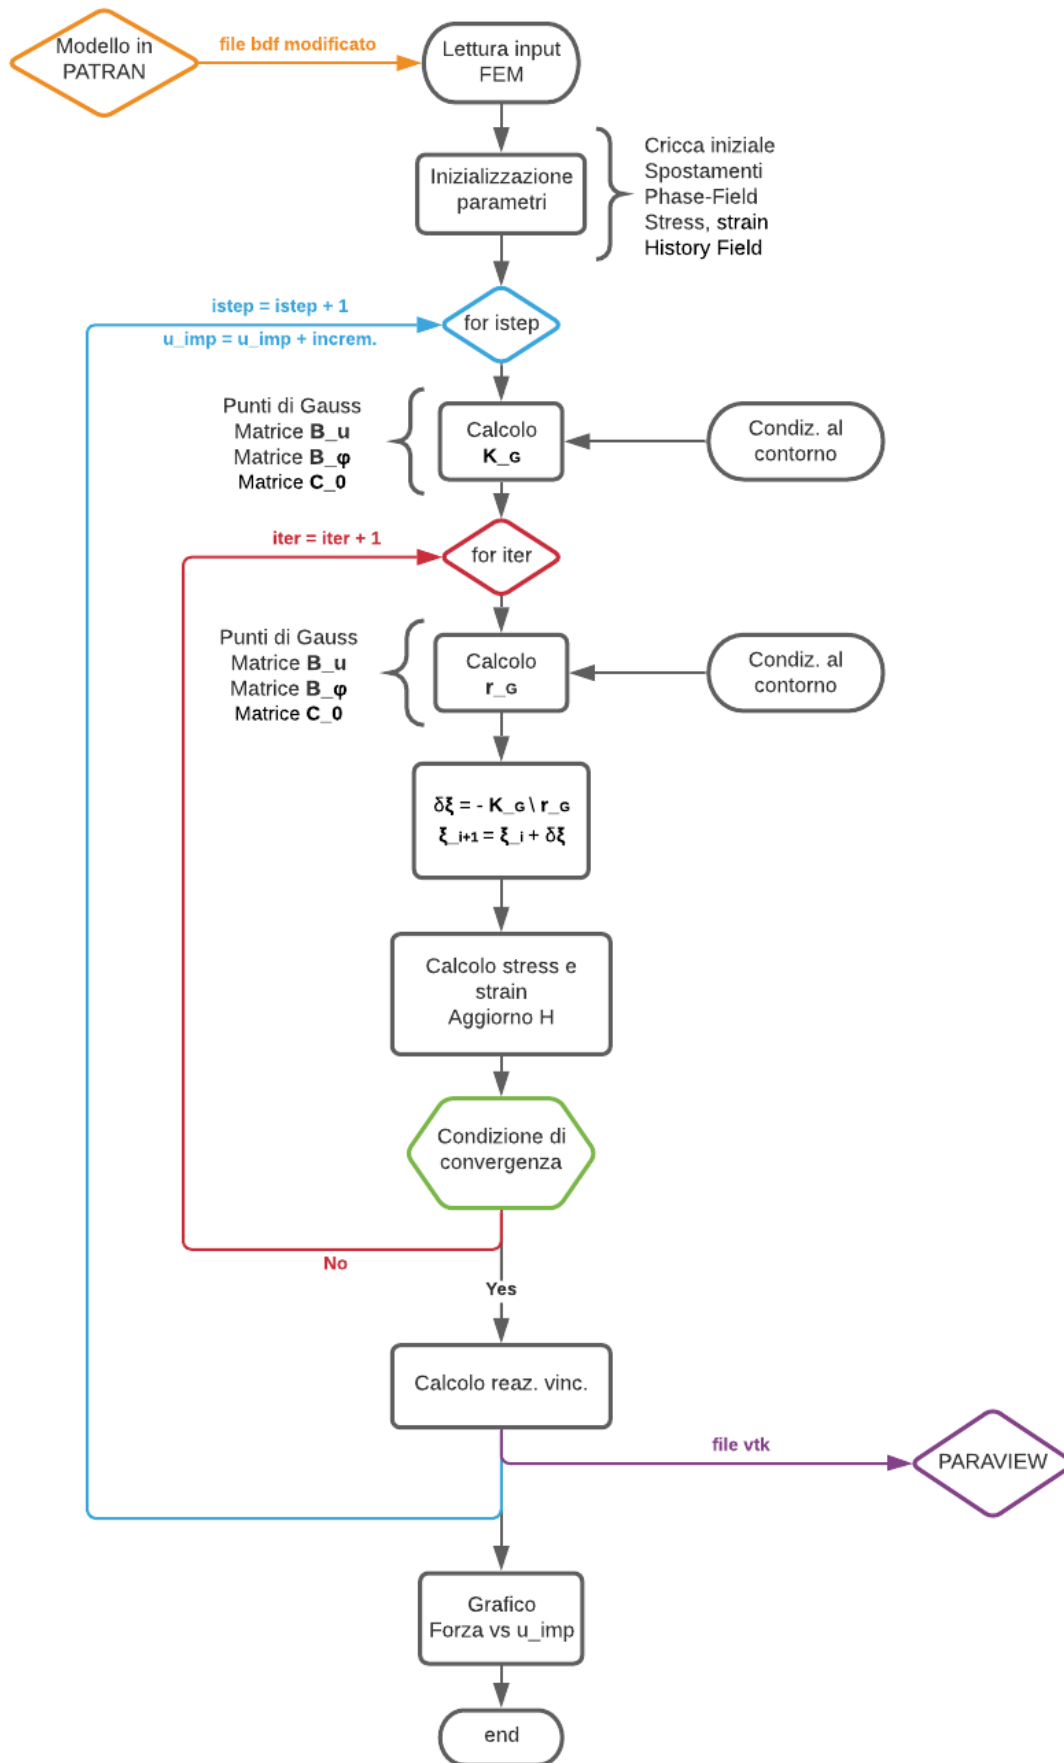 Modello in
PATRAN
file bdf modificato
Lettura input
FEM
Inizializzazione
parametri
Cricca iniziale
Spostamenti
Phase-Field
Stress, strain
History Field
istep = istep + 1
u_imp = u_imp + increm.
for istep
Punti di Gauss
Matrice B_u
Matrice B_φ
Matrice C_0
Calcolo
K_G
Condiz. al
contorno
iter = iter + 1
for iter
Punti di Gauss
Matrice B_u
Matrice B_φ
Matrice C_0
Calcolo
r_G
Condiz. al
contorno
δξ = - K_G \ r_G
ξ_i+1 = ξ_i + δξ
Calcolo stress e
strain
Aggiorno H
Condizione di
convergenza
No
Yes
Calcolo reaz. vinc.
file vtk
PARAVIEW
Grafico
Forza vs u_imp
end